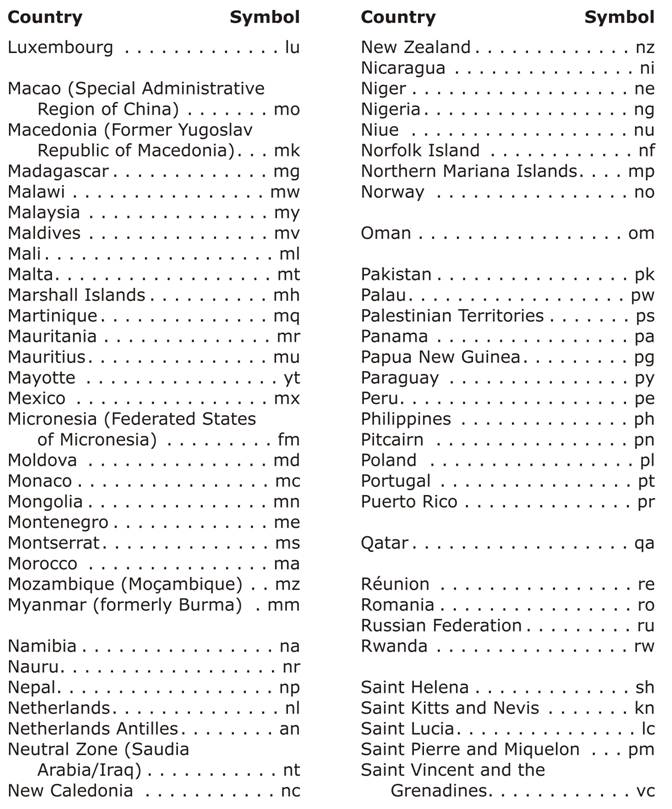 Country Symbol
Luxembourg . . . . . . . . . . . . . lu
Macao (Special Administrative
Region of China) . . . . . . . mo
Macedonia (Former Yugoslav
Republic of Macedonia). . . mk
Madagascar . . . . . . . . . . . . . mg
Malawi . . . . . . . . . . . . . . . . mw
Malaysia . . . . . . . . . . . . . . . my
Maldives . . . . . . . . . . . . . . . mv
Mali. . . . . . . . . . . . . . . . . . . ml
Malta. . . . . . . . . . . . . . . . . . mt
Marshall Islands . . . . . . . . . . mh
Martinique. . . . . . . . . . . . . . mq
Mauritania . . . . . . . . . . . . . . mr
Mauritius. . . . . . . . . . . . . . . mu
Mayotte . . . . . . . . . . . . . . . . yt
Mexico . . . . . . . . . . . . . . . . mx
Micronesia (Federated States
of Micronesia) . . . . . . . . . fm
Moldova . . . . . . . . . . . . . . . md
Monaco . . . . . . . . . . . . . . . . mc
Mongolia . . . . . . . . . . . . . . . mn
Montenegro . . . . . . . . . . . . . me
Montserrat. . . . . . . . . . . . . . ms
Morocco . . . . . . . . . . . . . . . ma
Mozambique (Moçambique) . . mz
Myanmar (formerly Burma) . mm
Namibia . . . . . . . . . . . . . . . . na
Nauru. . . . . . . . . . . . . . . . . . nr
Nepal. . . . . . . . . . . . . . . . . . np
Netherlands. . . . . . . . . . . . . . nl
Netherlands Antilles. . . . . . . . an
Neutral Zone (Saudia
Arabia/Iraq) . . . . . . . . . . . nt
New Caledonia . . . . . . . . . . . nc
Country Symbol
New Zealand . . . . . . . . . . . . . nz
Nicaragua . . . . . . . . . . . . . . . ni
Niger . . . . . . . . . . . . . . . . . . ne
Nigeria. . . . . . . . . . . . . . . . . ng
Niue . . . . . . . . . . . . . . . . . . nu
Norfolk Island . . . . . . . . . . . . nf
Northern Mariana Islands. . . . mp
Norway . . . . . . . . . . . . . . . . no
Oman . . . . . . . . . . . . . . . . . om
Pakistan . . . . . . . . . . . . . . . . pk
Palau. . . . . . . . . . . . . . . . . . pw
Palestinian Territories . . . . . . . ps
Panama . . . . . . . . . . . . . . . . pa
Papua New Guinea. . . . . . . . . pg
Paraguay . . . . . . . . . . . . . . . py
Peru. . . . . . . . . . . . . . . . . . . pe
Philippines . . . . . . . . . . . . . . ph
Pitcairn . . . . . . . . . . . . . . . . pn
Poland . . . . . . . . . . . . . . . . . pl
Portugal . . . . . . . . . . . . . . . . pt
Puerto Rico . . . . . . . . . . . . . . pr
Qatar . . . . . . . . . . . . . . . . . . qa
Réunion . . . . . . . . . . . . . . . . re
Romania . . . . . . . . . . . . . . . . ro
Russian Federation . . . . . . . . . ru
Rwanda . . . . . . . . . . . . . . . . rw
Saint Helena . . . . . . . . . . . . . sh
Saint Kitts and Nevis . . . . . . . kn
Saint Lucia. . . . . . . . . . . . . . . lc
Saint Pierre and Miquelon . . . pm
Saint Vincent and the
Grenadines. . . . . . . . . . . . vc